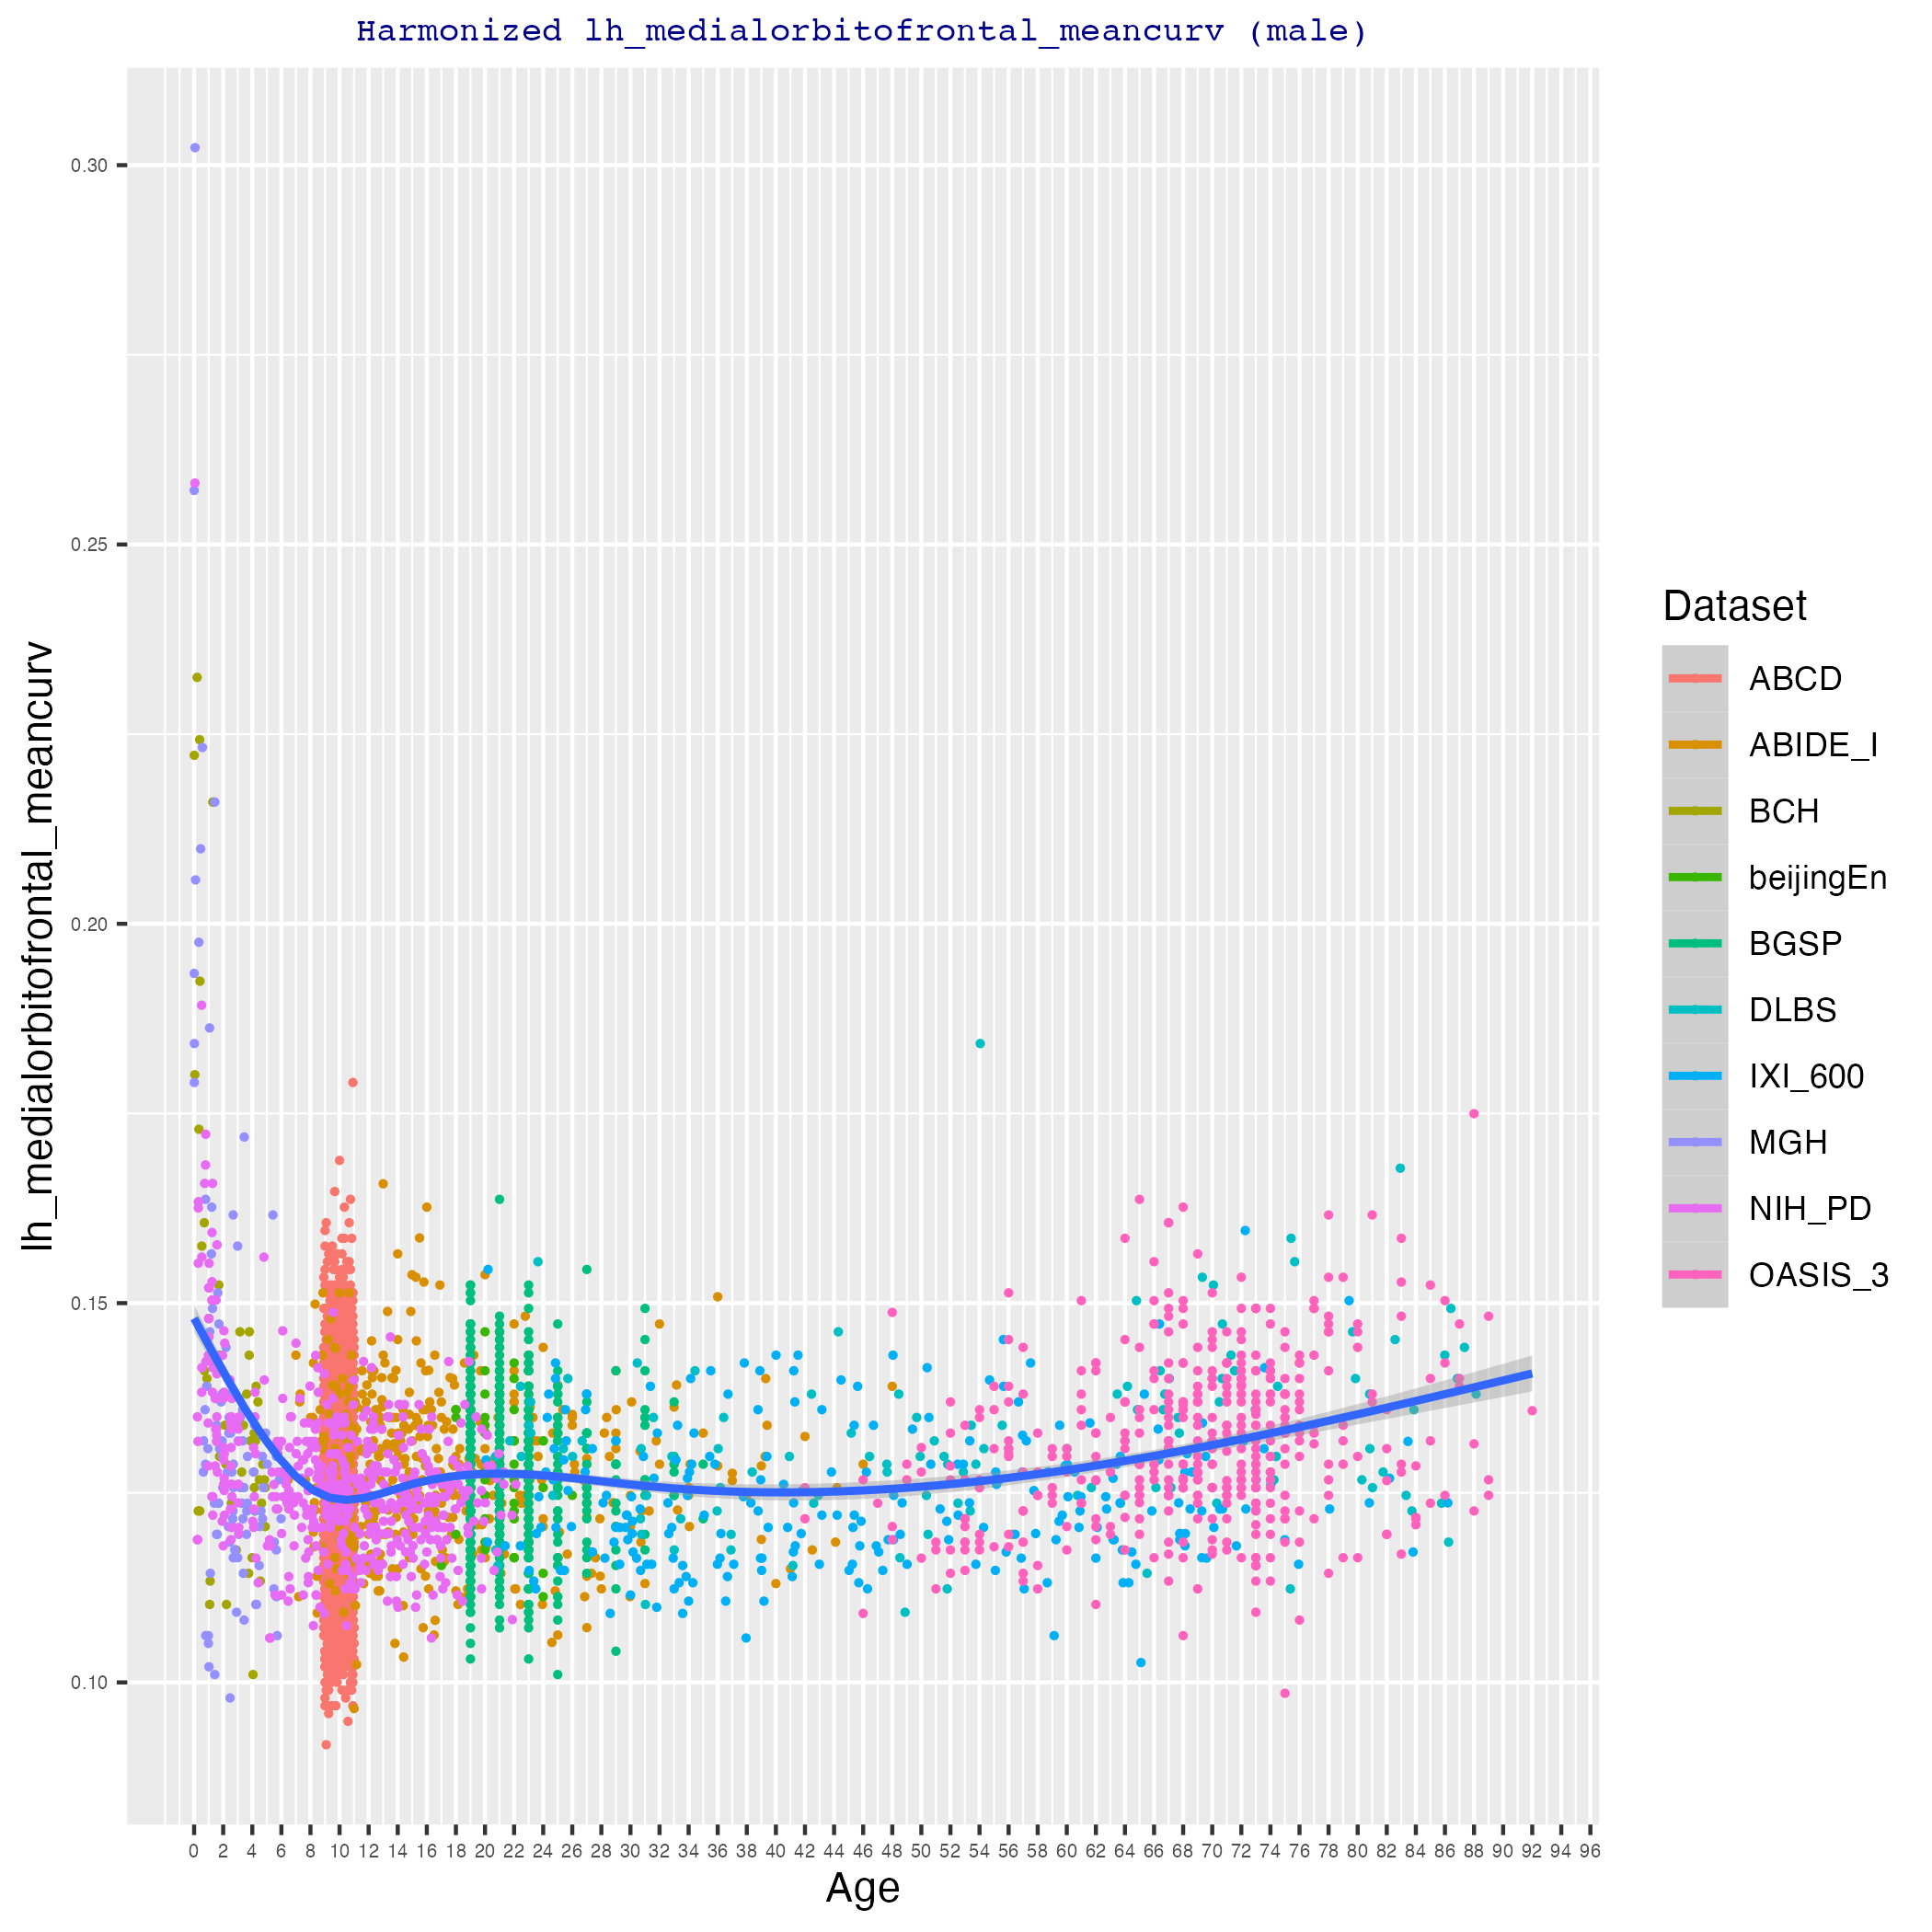 Harmonized lh_medialorbitofrontal_meancurv (male)
lh_medialorbitofrontal_meancurv
0.30
0.25
0.20
0.15
0.10
0 2 4 6 8 10 12 14 16 18 20 22 24 26 28 30 32 34 36 38 40 42 44 46 48 50 52 54 56 58 60 62 64 66 68 70 72 74 76 78 80 82 84 86 88 90 92 94 96
Age
Dataset
ABCD
ABIDE_I
BCH
beijingEn
BGSP
DLBS
IXI_600
MGH
NIH_PD
OASIS_3